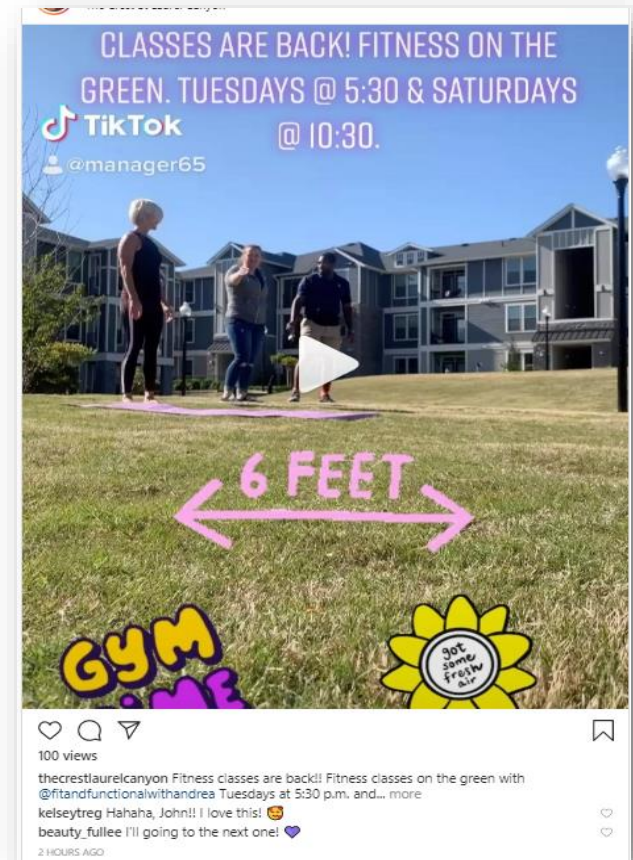 CLASSES ARE BACK! FITNESS ON THE
GREEN. TUESDAYS @ 5:30 & SATURDAYS
@ 10:30.
TikTok
@manager65
6 FEET
GYM
TIME
got
some
fresh
air
100 views
thecrestlaurelcanyon Fitness classes are back!! Fitness classes on the green with
@fitandfunctionalwithandrea Tuesdays at 5:30 p.m. and... more
kelseytreg Hahaha, John!! I love this! 🥰
beauty_fullee I'll going to the next one! 💜
2 HOURS AGO